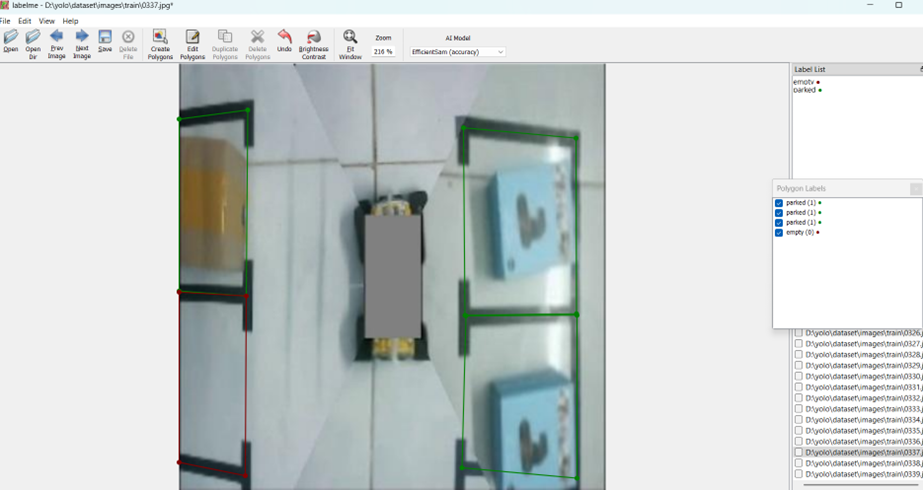 labelme - D:\yolo\dataset\images\train\0337.jpg*
File Edit View Help
Open Open Dir Prev Image Next Image Save Delete File Create Polygons Edit Polygons Duplicate Polygons Delete Polygons Undo Brightness Contrast Fit Window Zoom 216 % AI Model EfficientSam (accuracy)
Label List
empty
parked
Polygon Labels
parked (1)
parked (1)
parked (1)
empty (0)
D:\yolo\dataset\images\train\0326.j
D:\yolo\dataset\images\train\0327.j
D:\yolo\dataset\images\train\0328.j
D:\yolo\dataset\images\train\0329.j
D:\yolo\dataset\images\train\0330.j
D:\yolo\dataset\images\train\0331.j
D:\yolo\dataset\images\train\0332.j
D:\yolo\dataset\images\train\0333.j
D:\yolo\dataset\images\train\0334.j
D:\yolo\dataset\images\train\0335.j
D:\yolo\dataset\images\train\0336.j
D:\yolo\dataset\images\train\0337.j
D:\yolo\dataset\images\train\0338.j
D:\yolo\dataset\images\train\0339.j